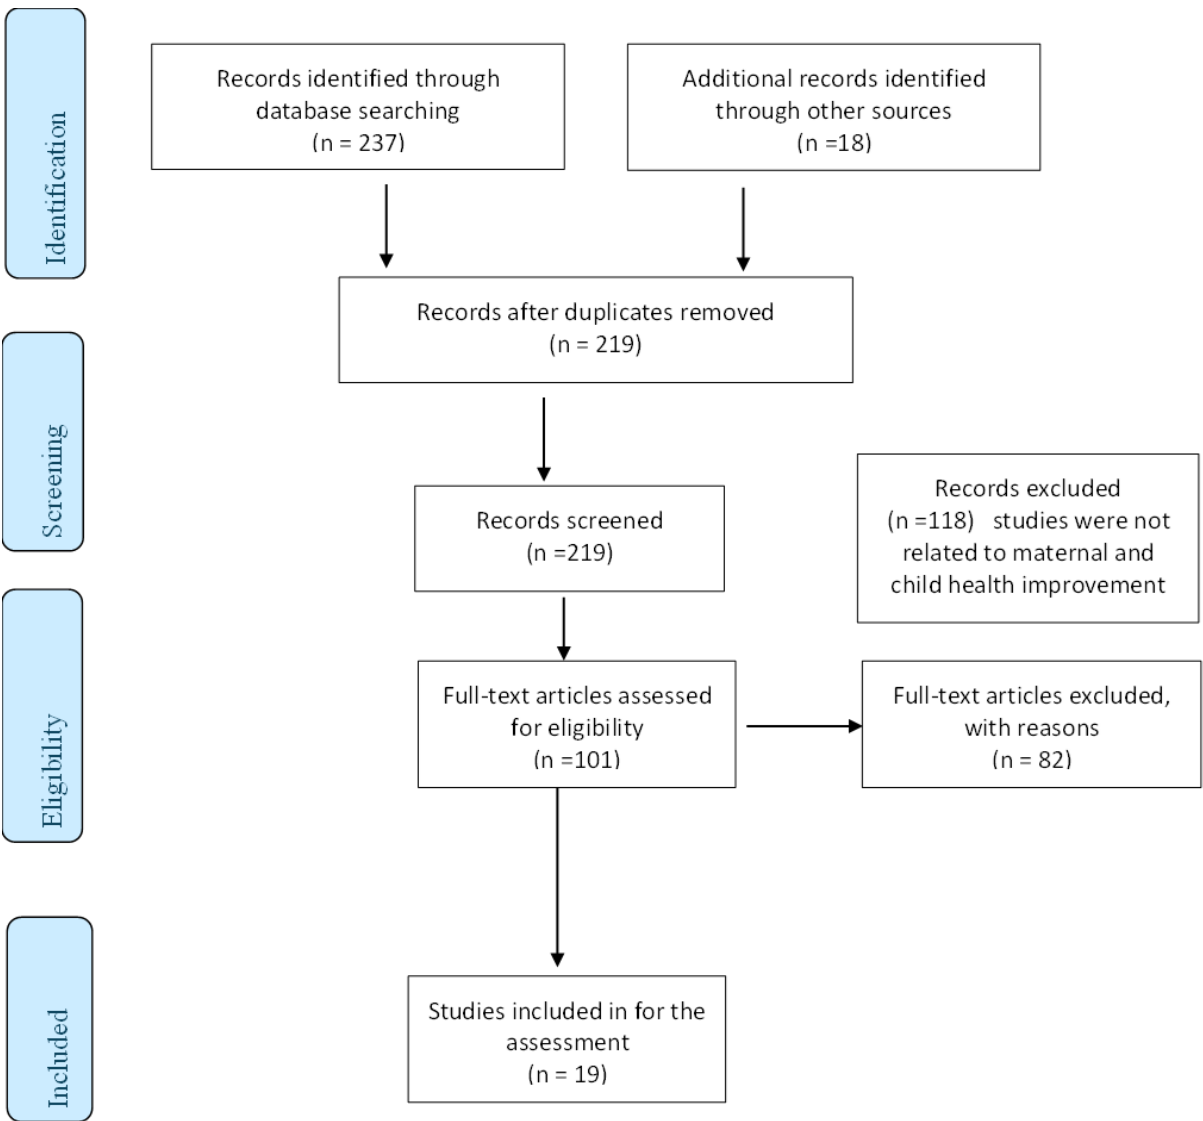 Identification
Records identified through
database searching
(n = 237)
Additional records identified
through other sources
(n =18)
Records after duplicates removed
(n = 219)
Screening
Records screened
(n =219)
Records excluded
(n =118)   studies were not
related to maternal and
child health improvement
Eligibility
Full-text articles assessed
for eligibility
(n =101)
Full-text articles excluded,
with reasons
(n = 82)
Included
Studies included in for the
assessment
(n = 19)